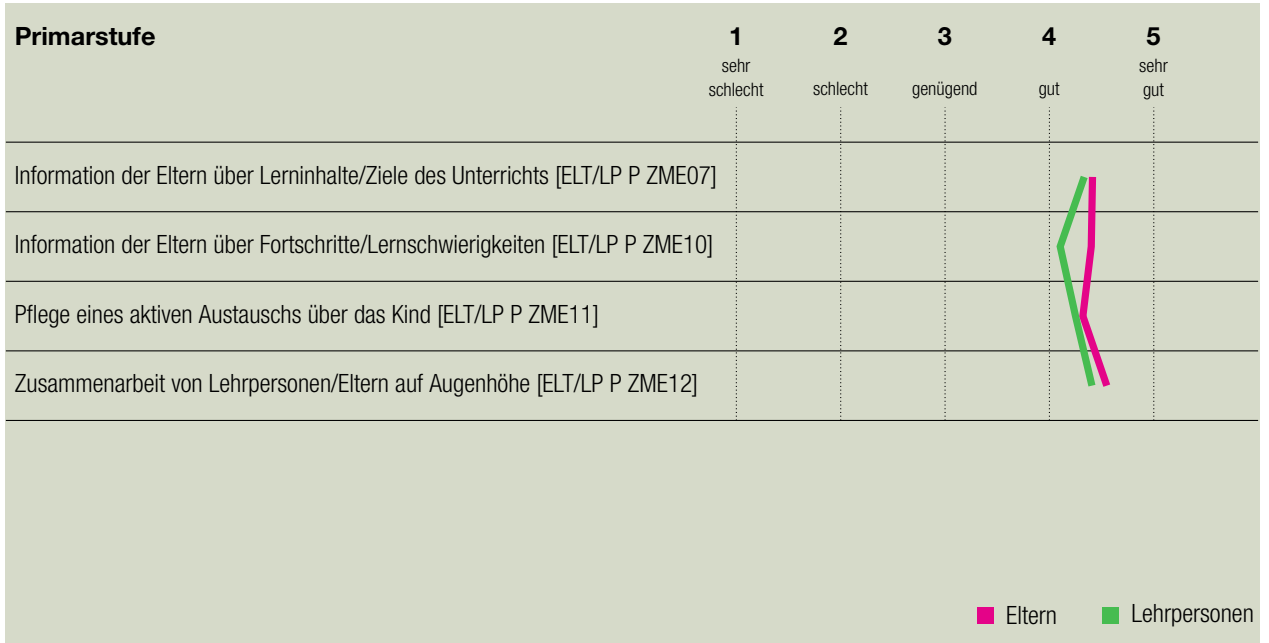 Primarstufe 1 2 3 4 5
sehr schlecht schlecht genügend gut sehr gut
Information der Eltern über Lerninhalte/Ziele des Unterrichts [ELT/LP P ZME07]
Information der Eltern über Fortschritte/Lernschwierigkeiten [ELT/LP P ZME10]
Pflege eines aktiven Austauschs über das Kind [ELT/LP P ZME11]
Zusammenarbeit von Lehrpersonen/Eltern auf Augenhöhe [ELT/LP P ZME12]
Eltern Lehrpersonen